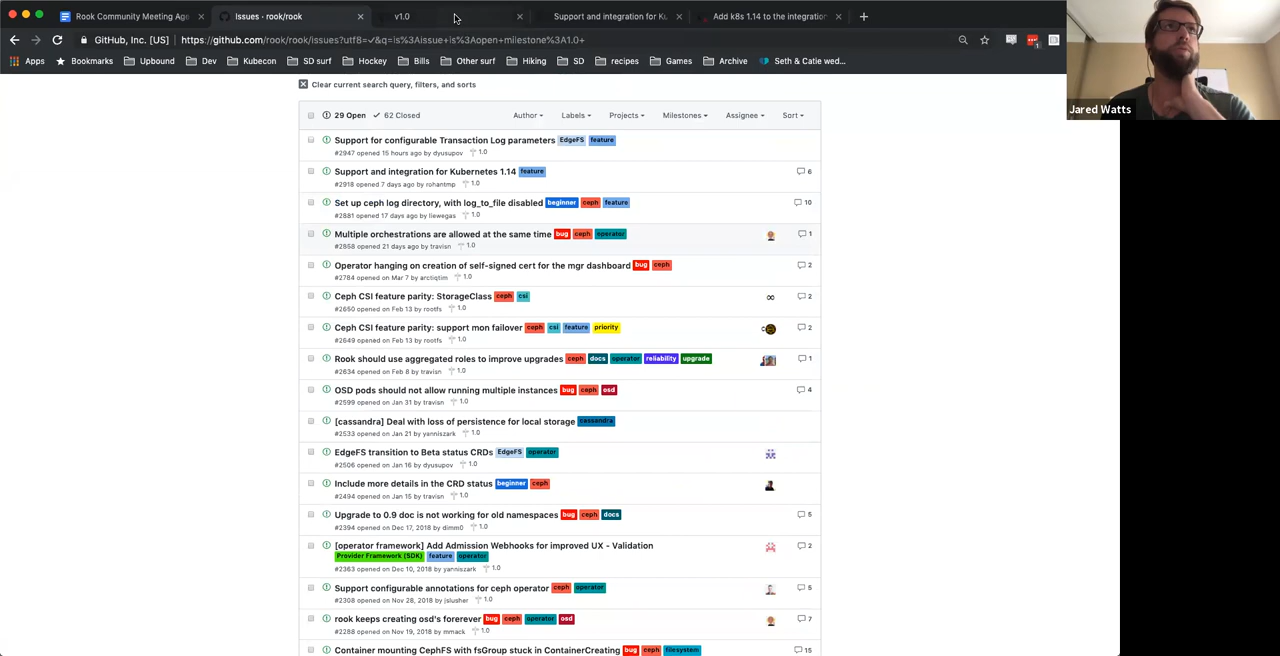 Rook Community Meeting Age
Issues · rook/rook
v1.0
Support and integration for Ku
Add k8s 1.14 to the integration
GitHub, Inc. [US]
https://github.com/rook/rook/issues?utf8=✓&q=is%3Aissue+is%3Aopen+milestone%3A1.0+
Apps
Bookmarks
Upbound
Dev
Kubecon
SD surf
Hockey
Bills
Other surf
Hiking
SD
recipes
Games
Archive
Seth & Catie wed...
Jared Watts
Clear current search query, filters, and sorts
29 Open 62 Closed Author Labels Projects Milestones Assignee Sort
Support for configurable Transaction Log parameters EdgeFS feature
#2947 opened 15 hours ago by dyusupov 1.0
Support and integration for Kubernetes 1.14 feature 6
#2918 opened 7 days ago by rohantmp 1.0
Set up ceph log directory, with log_to_file disabled beginner ceph feature 10
#2881 opened 17 days ago by liewegas 1.0
Multiple orchestrations are allowed at the same time bug ceph operator 1
#2858 opened 21 days ago by travisn 1.0
Operator hanging on creation of self-signed cert for the mgr dashboard bug ceph 2
#2784 opened on Mar 7 by arctiqtim 1.0
Ceph CSI feature parity: StorageClass ceph csi 2
#2650 opened on Feb 13 by rootfs 1.0
Ceph CSI feature parity: support mon failover ceph csi feature priority 2
#2649 opened on Feb 13 by rootfs 1.0
Rook should use aggregated roles to improve upgrades ceph docs operator reliability upgrade 1
#2634 opened on Feb 8 by travisn 1.0
OSD pods should not allow running multiple instances bug ceph osd 4
#2599 opened on Jan 31 by travisn 1.0
[cassandra] Deal with loss of persistence for local storage cassandra
#2533 opened on Jan 21 by yanniszark 1.0
EdgeFS transition to Beta status CRDs EdgeFS operator
#2506 opened on Jan 16 by dyusupov 1.0
Include more details in the CRD status beginner ceph
#2494 opened on Jan 15 by travisn 1.0
Upgrade to 0.9 doc is not working for old namespaces bug ceph docs 5
#2394 opened on Dec 17, 2018 by dimm0 1.0
[operator framework] Add Admission Webhooks for improved UX - Validation 2
Provider Framework (SDK) feature operator
#2363 opened on Dec 10, 2018 by yanniszark 1.0
Support configurable annotations for ceph operator ceph operator 5
#2308 opened on Nov 28, 2018 by jslusher 1.0
rook keeps creating osd's forerever bug ceph operator osd 7
#2288 opened on Nov 19, 2018 by mmack 1.0
Container mounting CephFS with fsGroup stuck in ContainerCreating bug ceph filesystem 15